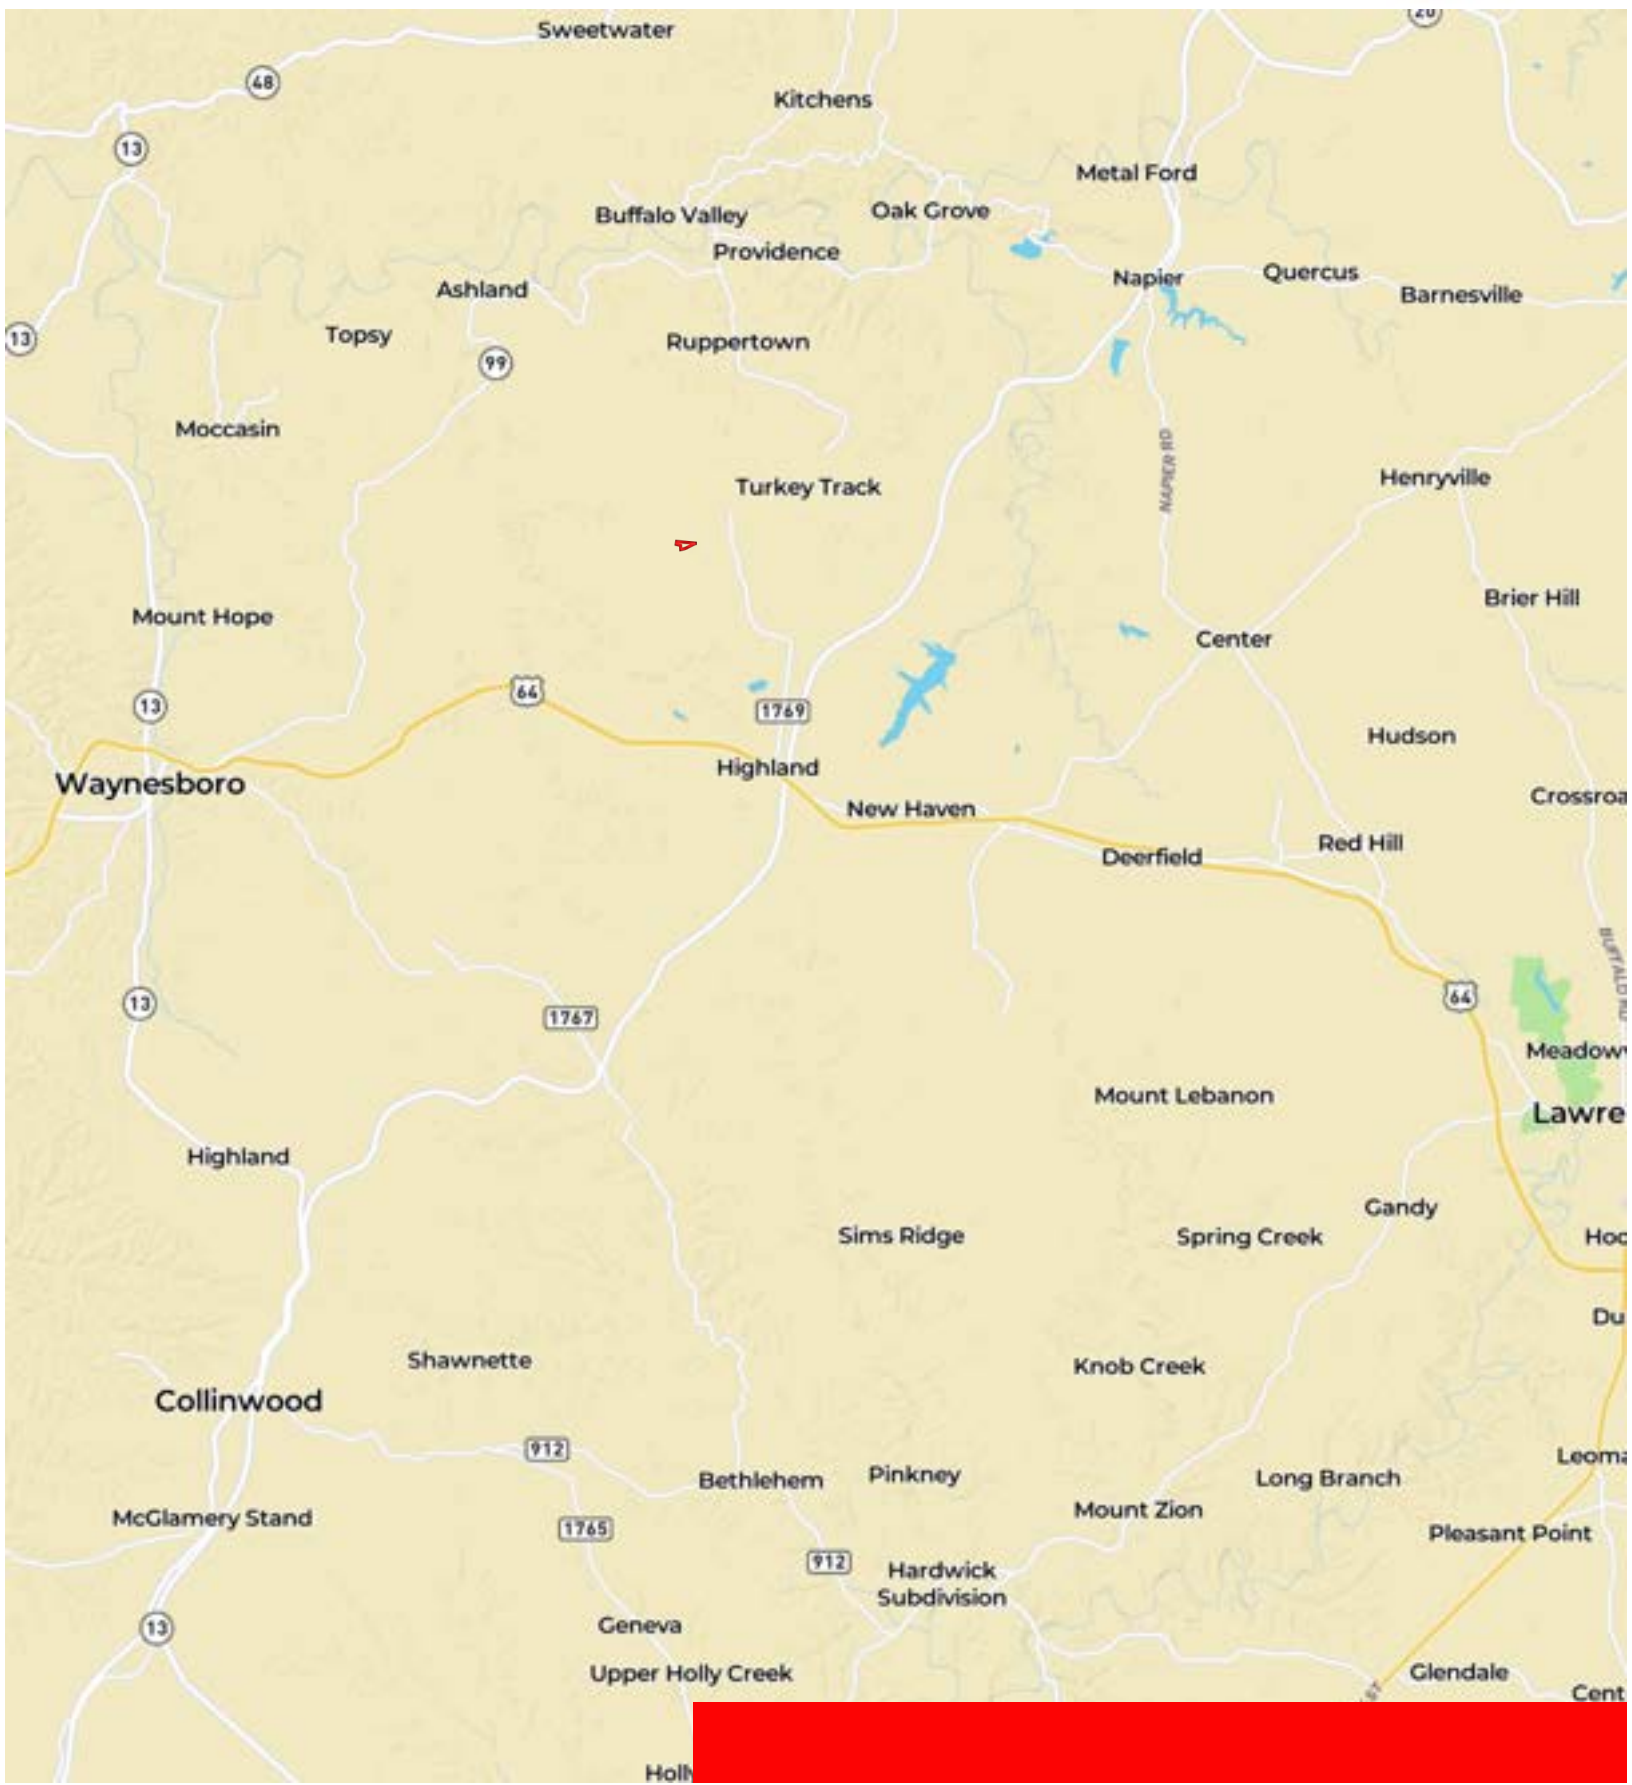 20
Sweetwater
48
Kitchens
13
Metal Ford
Buffalo Valley
Oak Grove
Providence
Napier
Quercus
Ashland
Barnesville
Topsy
13
Ruppertown
99
Moccasin
NAPIER RD
Henryville
Turkey Track
Brier Hill
Mount Hope
Center
64
13
1769
Hudson
Highland
Waynesboro
Crossroa
New Haven
Red Hill
Deerfield
BUFFALO RD
64
13
1767
Meadow
Mount Lebanon
Lawre
Highland
Gandy
Sims Ridge
Spring Creek
Hoo
Du
Shawnette
Knob Creek
Collinwood
912
Leoma
Bethlehem
Pinkney
Long Branch
Mount Zion
McGlamery Stand
1765
Pleasant Point
912
Hardwick
Subdivision
13
Geneva
Upper Holly Creek
Glendale
Cent
ST
Holly